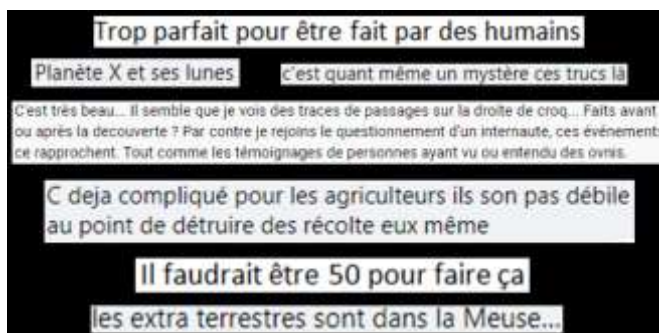 Trop parfait pour être fait par des humains
Planète X et ses lunes
c'est quant même un mystère ces trucs là
C'est très beau... Il semble que je vois des traces de passages sur la droite de croq... Faits avant
ou après la decouverte ? Par contre je rejoins le questionnement d'un internaute, ces événements
ce rapprochent. Tout comme les témoignages de personnes ayant vu ou entendu des ovnis.
C deja compliqué pour les agriculteurs ils son pas débile
au point de détruire des récolte eux même
Il faudrait être 50 pour faire ça
les extra terrestres sont dans la Meuse...